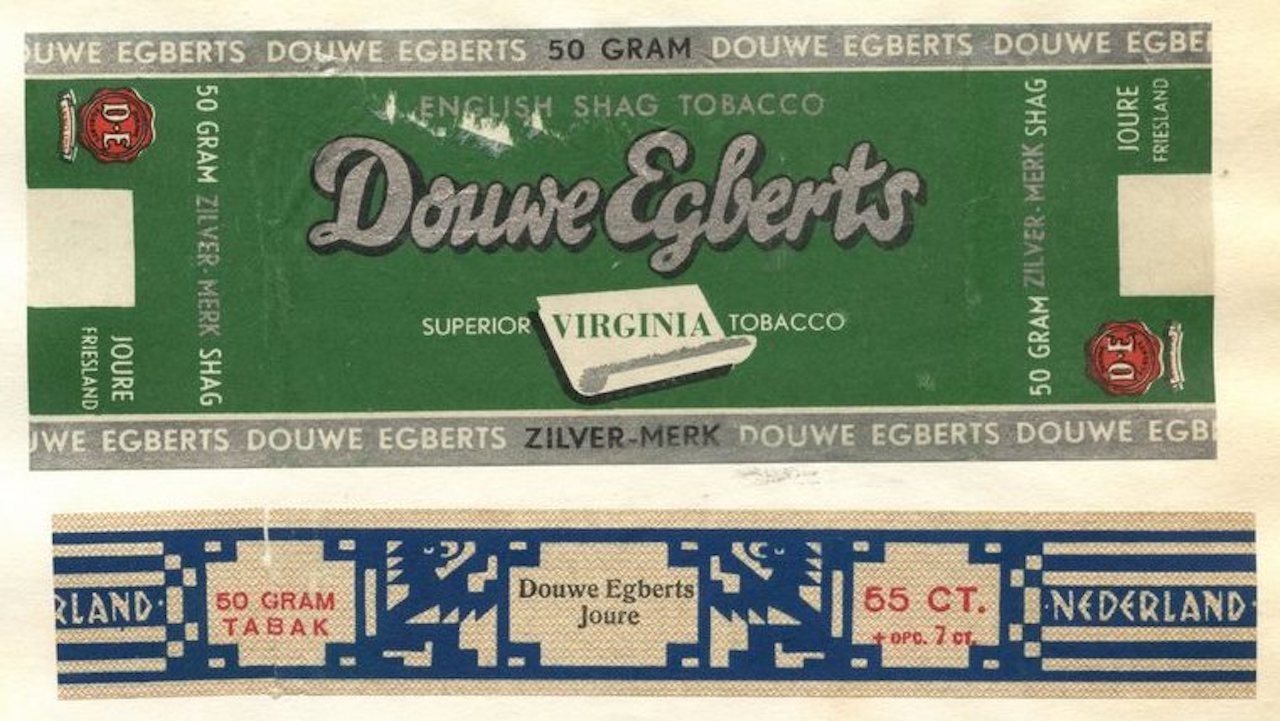 DOUWE EGBERTS DOUWE EGBERTS 50 GRAM DOUWE EGBERTS DOUWE EGBE
ENGLISH SHAG TOBACCO
Douwe Egberts
SUPERIOR VIRGINIA TOBACCO
D·E
50 GRAM ZILVER-MERK SHAG
JOURE
FRIESLAND
50 GRAM ZILVER-MERK SHAG
JOURE
FRIESLAND
D·E
UWE EGBERTS DOUWE EGBERTS ZILVER-MERK DOUWE EGBERTS DOUWE EGB
RLAND·
50 GRAM
TABAK
Douwe Egberts
Joure
55 CT.
+ OPC. 7 CT.
·NEDERLAND·